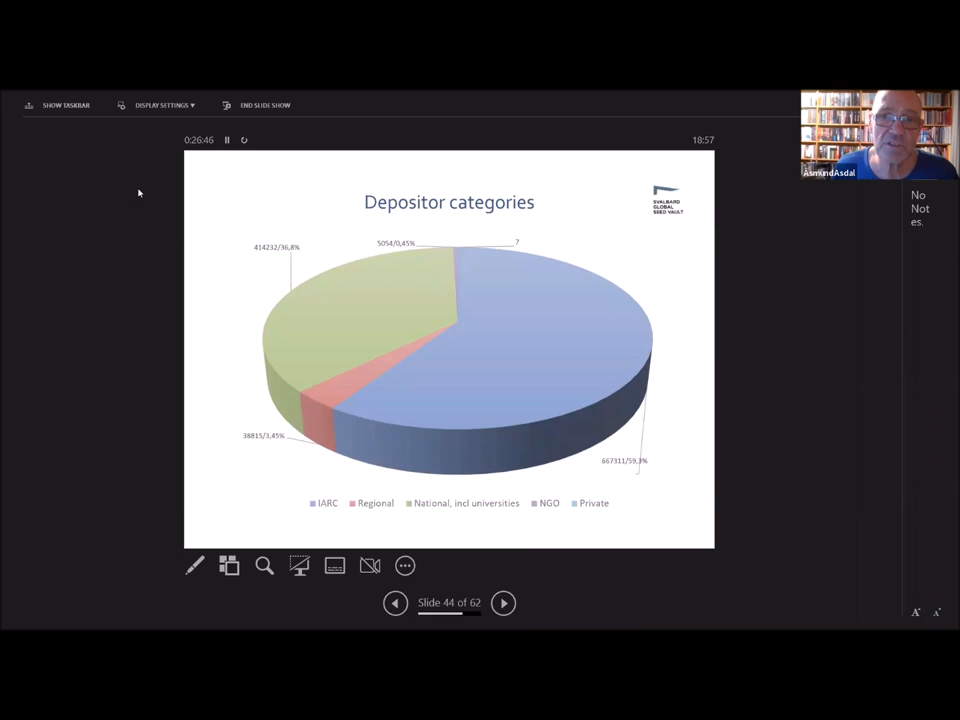 SHOW TASKBAR
DISPLAY SETTINGS ▼
END SLIDE SHOW
0:26:46
18:57
ÅsmundAsdal
No
Not
es.
Depositor categories
SVALBARD
GLOBAL
SEED VAULT
414232/36,8%
5054/0,45%
7
38815/3,45%
667311/59,3%
IARC
Regional
National, incl universities
NGO
Private
Slide 44 of 62
A
A